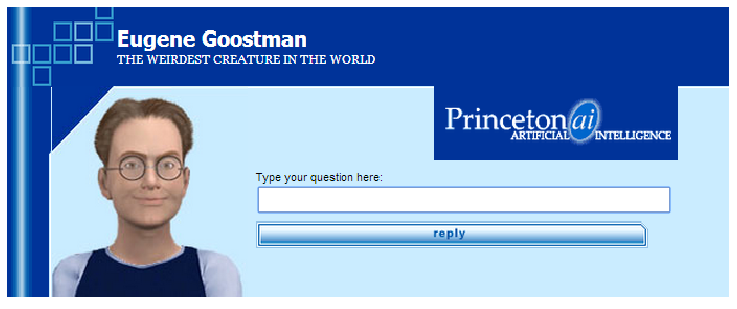 Eugene Goostman
THE WEIRDEST CREATURE IN THE WORLD
Princeton ai
ARTIFICIAL INTELLIGENCE
Type your question here:
reply